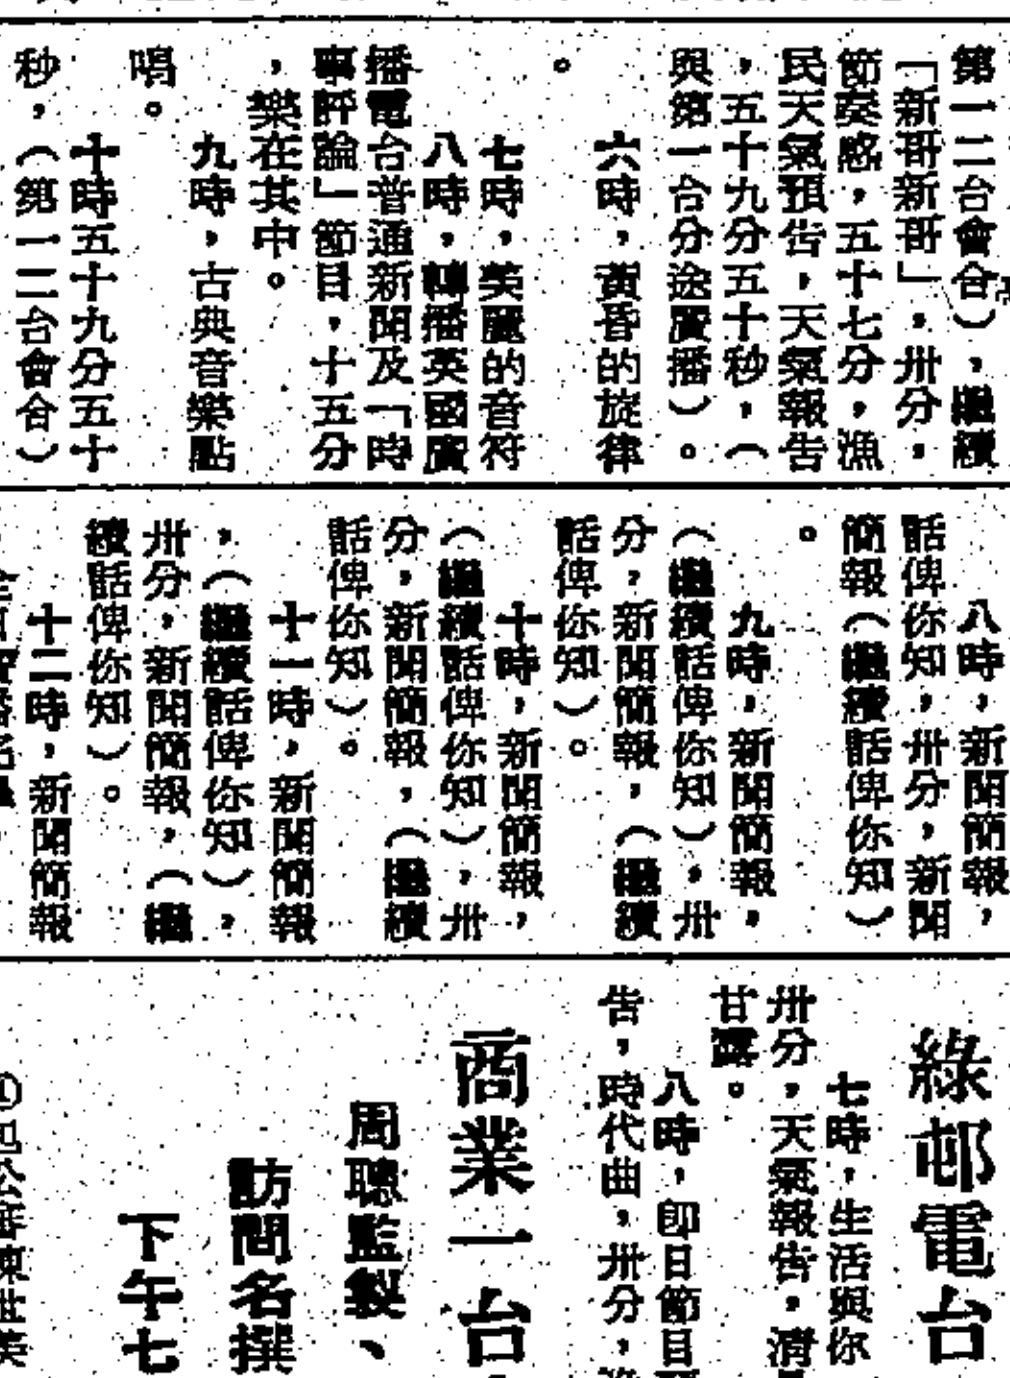 第一二台會合），繼續
「新哥新哥」，卅分，
節奏感，五十七分，漁
民天氣預告，天氣報告
，五十九分五十秒，（
與第一台分途廣播）。
六時，黃昏的旋律
。
七時，美麗的音符
八時，轉播英國廣
播電台普通新聞及「時
事評論」節目，十五分
，樂在其中。
九時，古典音樂點
唱。
十時五十九分五十
秒，（第一二台會合）
八時，新聞簡報，
話俾你知，卅分，新聞
簡報（繼續話俾你知）
。
九時，新聞簡報，
（繼續話俾你知），卅
分，新聞簡報，（繼續
話俾你知）。
十時，新聞簡報，
（繼續話俾你知），卅
分，新聞簡報，（繼續
話俾你知）。
十一時，新聞簡報
，（繼續話俾你知），
卅分，新聞簡報，（繼
續話俾你知）。
十二時，新聞簡報
綠邨電台
七時，生活與你
卅分，天氣報告，清
甘露。
八時，即日節目
告，時代曲，卅分，
商業一台
周聰監製、
訪問名撰
下午七